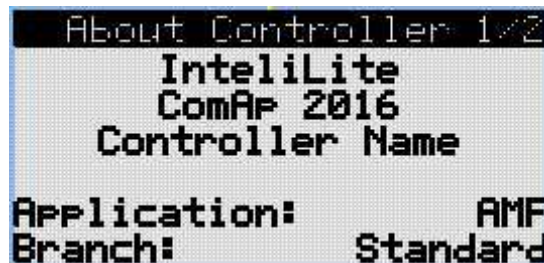 About Controller 1/2
InteliLite
ComAp 2016
Controller Name
Application: AMF
Branch: Standard